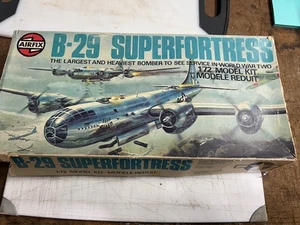 AIRFIX
B-29 SUPERFORTRESS
THE LARGEST AND HEAVIEST BOMBER TO SEE SERVICE IN WORLD WAR TWO
1/72 MODEL KIT
MODELE REDUIT
B-29 SUPERFORTRESS
1/72 MODEL KIT-MODELE REDUIT